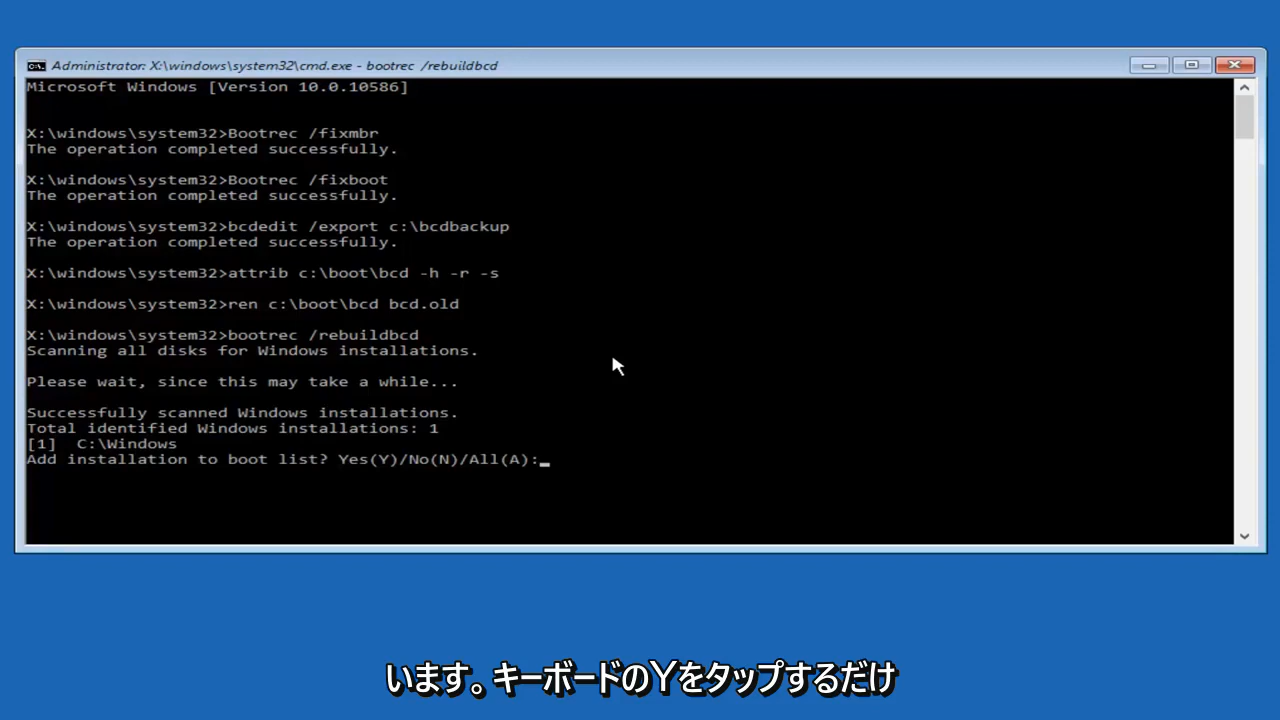 Administrator: X:\windows\system32\cmd.exe - bootrec /rebuildbcd
Microsoft Windows [Version 10.0.10586]
X:\windows\system32>Bootrec /fixmbr
The operation completed successfully.
X:\windows\system32>Bootrec /fixboot
The operation completed successfully.
X:\windows\system32>bcdedit /export c:\bcdbackup
The operation completed successfully.
X:\windows\system32>attrib c:\boot\bcd -h -r -s
X:\windows\system32>ren c:\boot\bcd bcd.old
X:\windows\system32>bootrec /rebuildbcd
Scanning all disks for Windows installations.
Please wait, since this may take a while...
Successfully scanned Windows installations.
Total identified Windows installations: 1
[1]  C:\Windows
Add installation to boot list? Yes(Y)/No(N)/All(A):
います。キーボードのYをタップするだけ